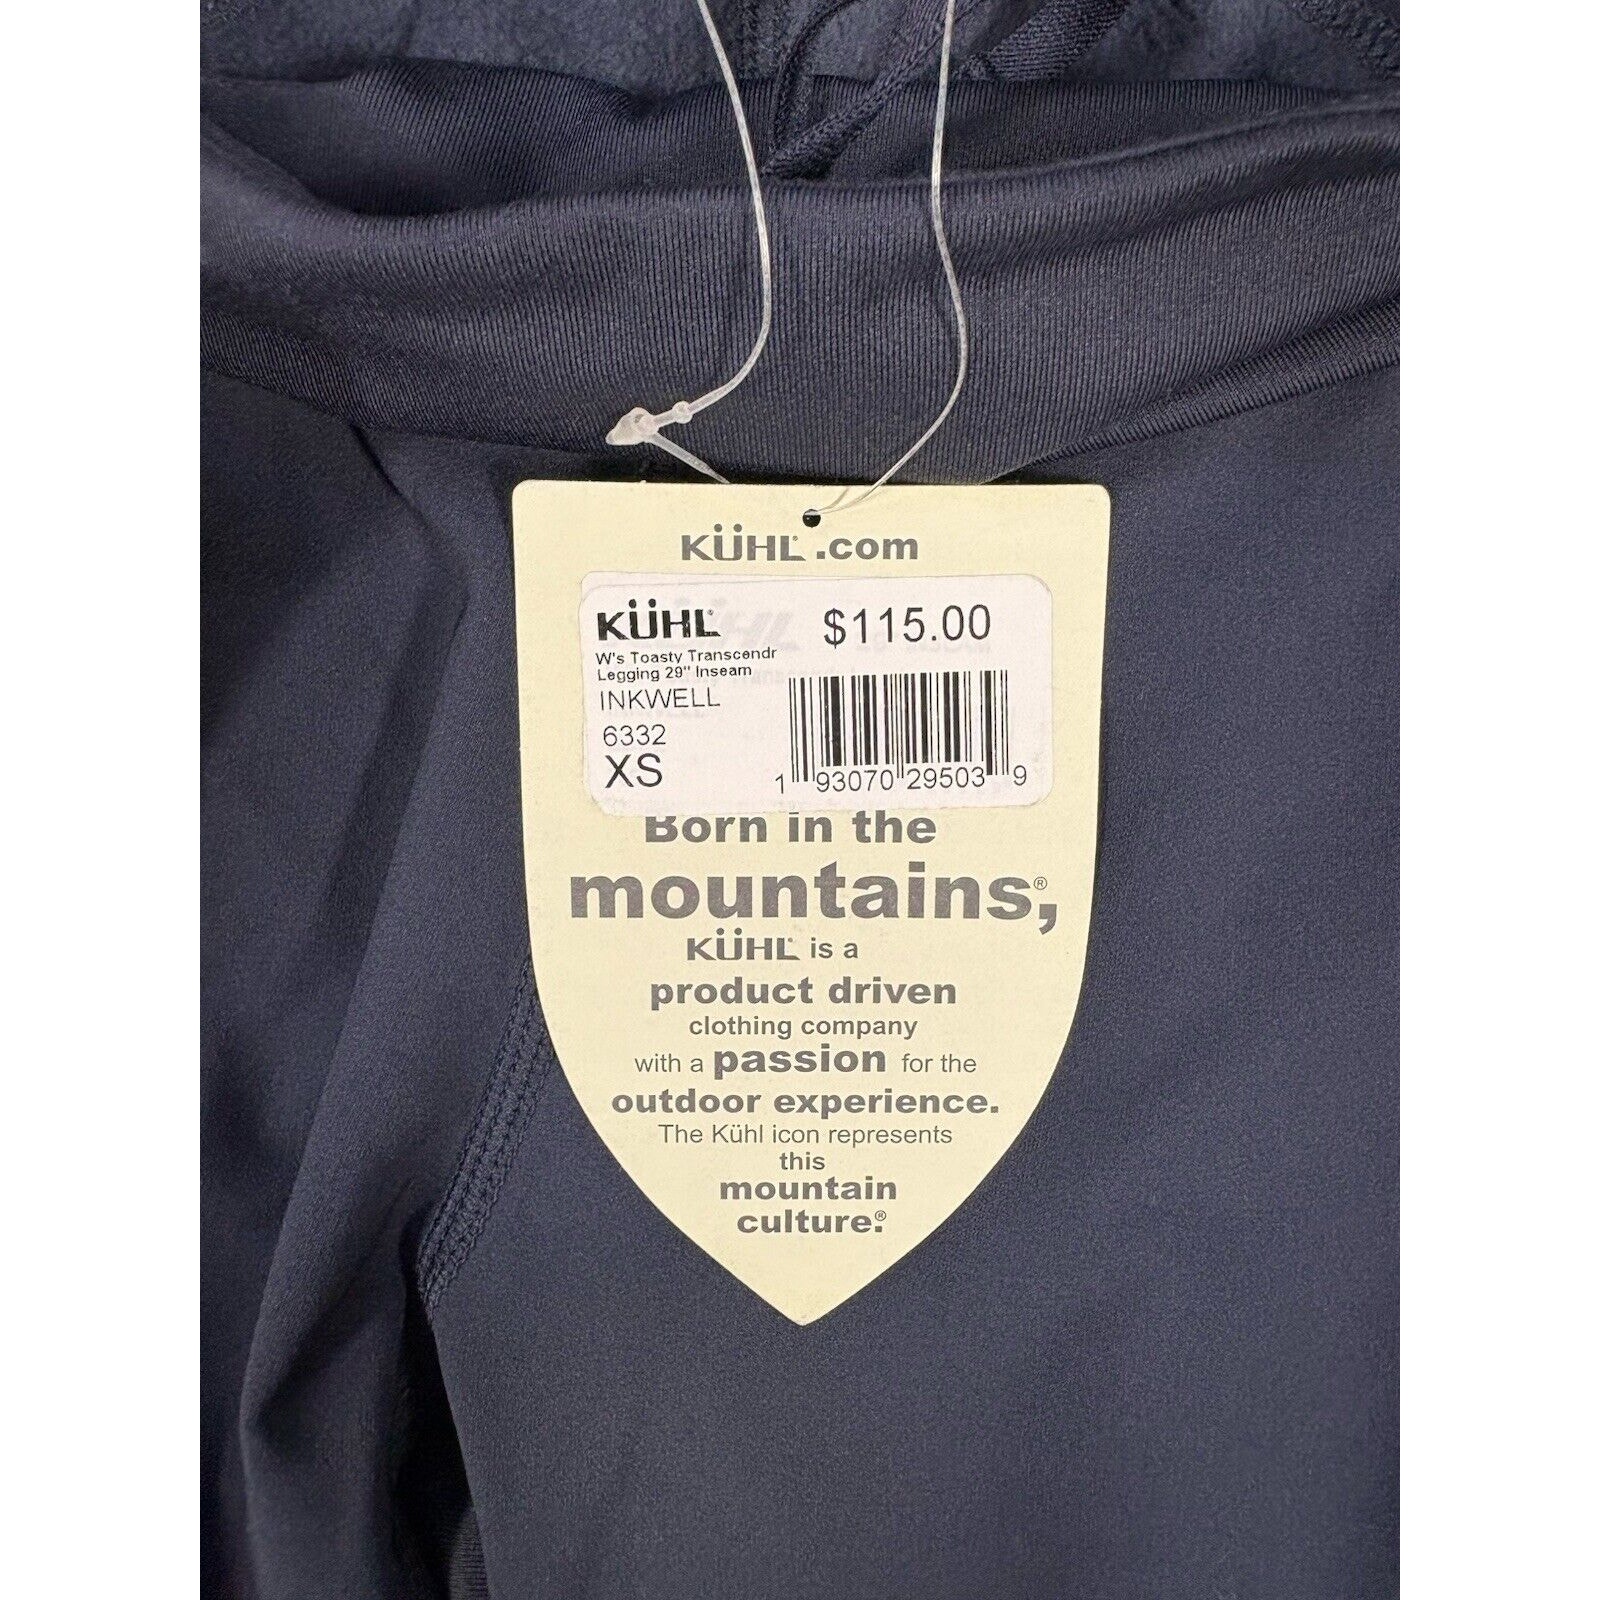 KÜHL®.com
KÜHL® $115.00
W's Toasty Transcendr
Legging 29" Inseam
INKWELL
6332
XS
1 93070 29503 9
Born in the
mountains,®
KÜHL® is a
product driven
clothing company
with a passion for the
outdoor experience.
The Kühl icon represents
this
mountain
culture.®